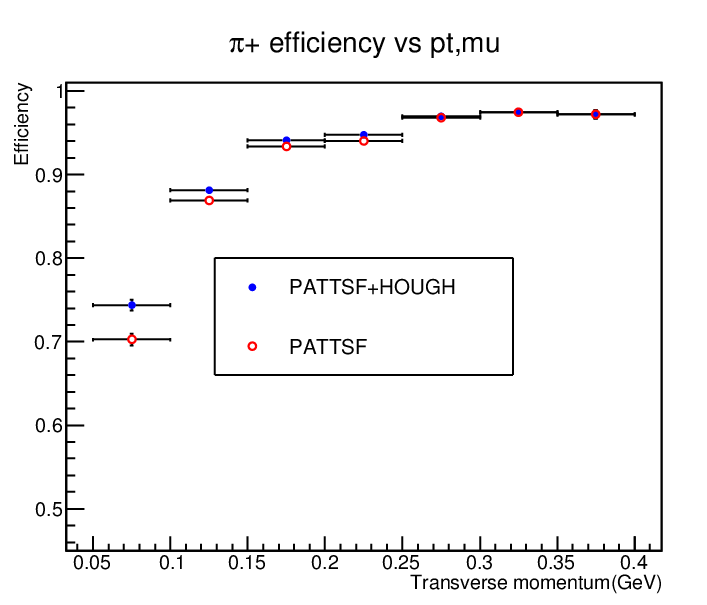 π+ efficiency vs pt,mu
Efficiency
1
0.9
0.8
0.7
0.6
0.5
PATTSF+HOUGH
PATTSF
0.05 0.1 0.15 0.2 0.25 0.3 0.35 0.4
Transverse momentum(GeV)